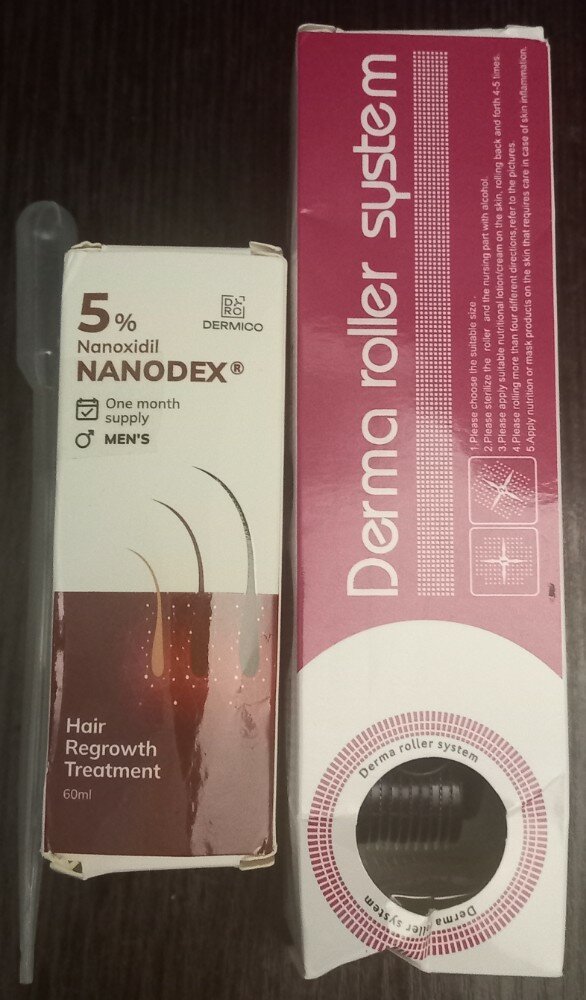 5%
Nanoxidil
NANODEX®
DERMICO
One month
supply
MEN'S
Hair
Regrowth
Treatment
60ml
Derma roller system
1.Please choose the suitable size .
2.Please sterilize the roller and the nursing part with alcohol.
3.Please apply suitable nutritional lotion/cream on the skin, rolling back and forth 4-5 times.
4.Please rolling more than four different directions,refer to the pictures.
5.Apply nutrition or mask products on the skin that requires care in case of skin inflammation.
Derma roller system